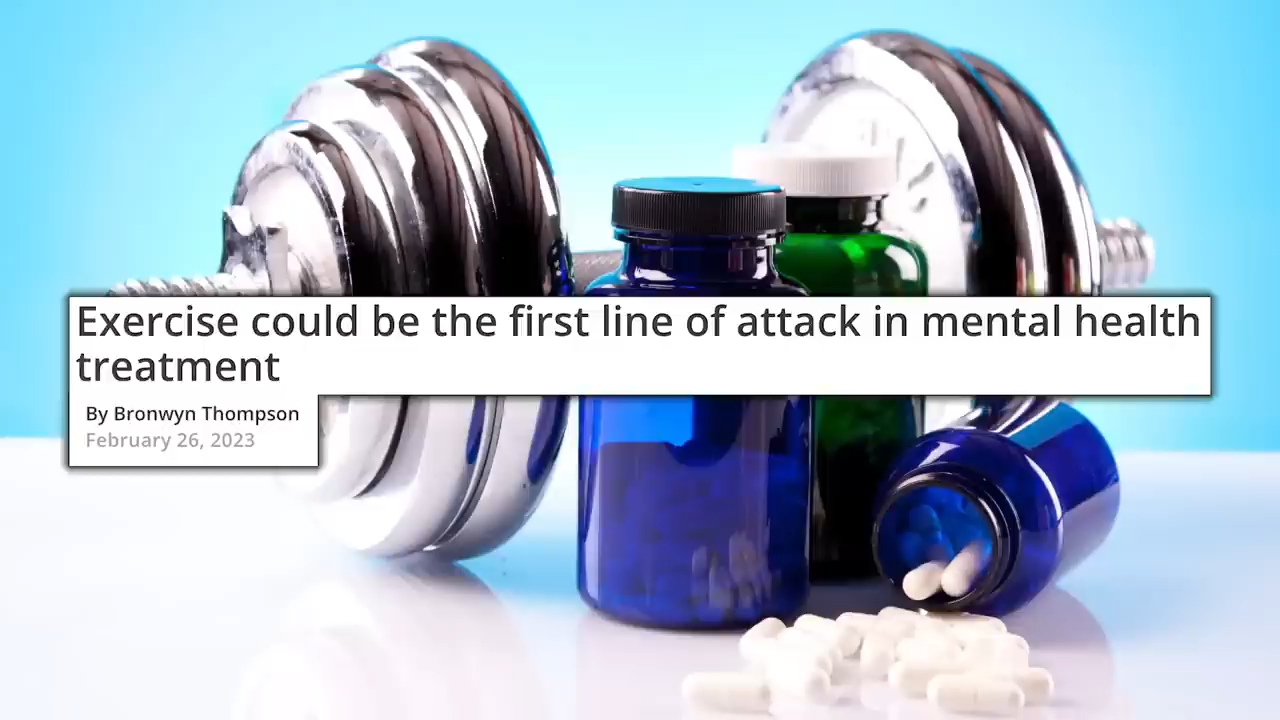 Exercise could be the first line of attack in mental health
treatment
By Bronwyn Thompson
February 26, 2023